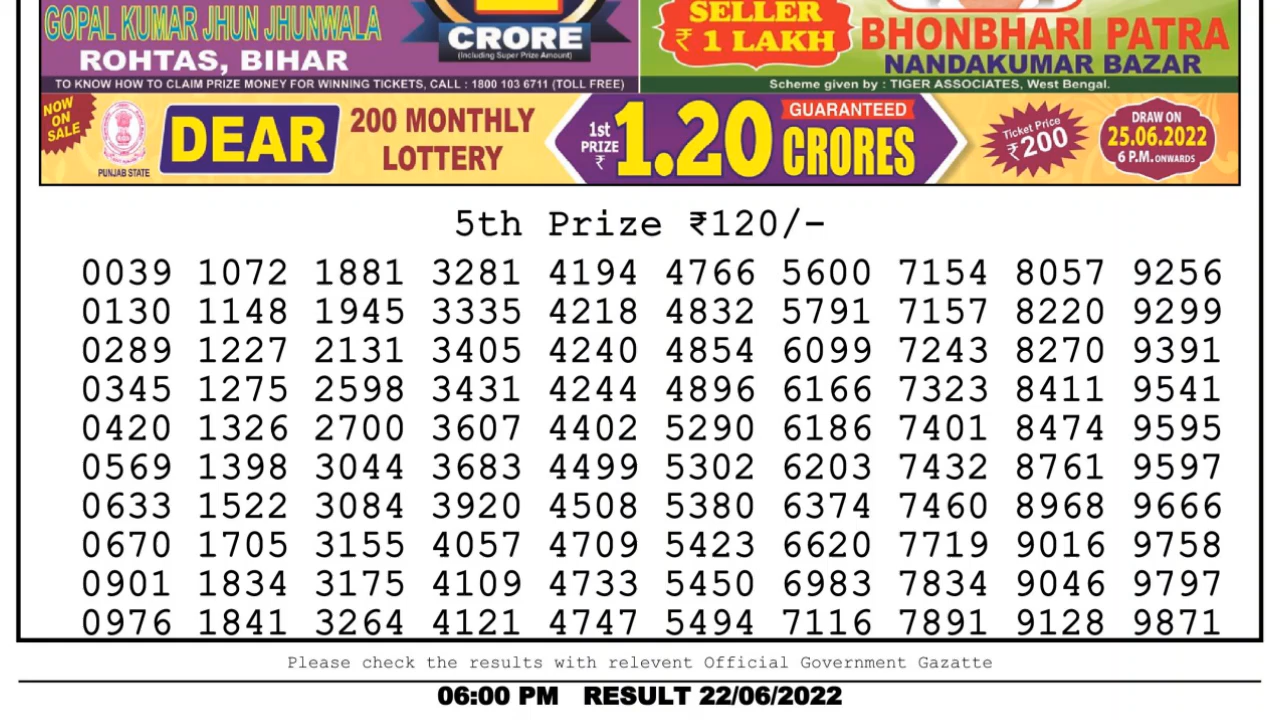 GOPAL KUMAR JHUN JHUNWALA
ROHTAS, BIHAR
CRORE
(Including Super Prize Amount)
SELLER
₹ 1 LAKH
BHONBHARI PATRA
NANDAKUMAR BAZAR
TO KNOW HOW TO CLAIM PRIZE MONEY FOR WINNING TICKETS, CALL : 1800 103 6711 (TOLL FREE)
Scheme given by : TIGER ASSOCIATES, West Bengal.
NOW
ON
SALE
PUNJAB STATE
DEAR
200 MONTHLY
LOTTERY
1st
PRIZE
₹
1.20
GUARANTEED
CRORES
Ticket Price
₹200
DRAW ON
25.06.2022
6 P.M. ONWARDS
5th Prize ₹120/-
0039 1072 1881 3281 4194 4766 5600 7154 8057 9256
0130 1148 1945 3335 4218 4832 5791 7157 8220 9299
0289 1227 2131 3405 4240 4854 6099 7243 8270 9391
0345 1275 2598 3431 4244 4896 6166 7323 8411 9541
0420 1326 2700 3607 4402 5290 6186 7401 8474 9595
0569 1398 3044 3683 4499 5302 6203 7432 8761 9597
0633 1522 3084 3920 4508 5380 6374 7460 8968 9666
0670 1705 3155 4057 4709 5423 6620 7719 9016 9758
0901 1834 3175 4109 4733 5450 6983 7834 9046 9797
0976 1841 3264 4121 4747 5494 7116 7891 9128 9871
Please check the results with relevent Official Government Gazatte
06:00 PM RESULT 22/06/2022